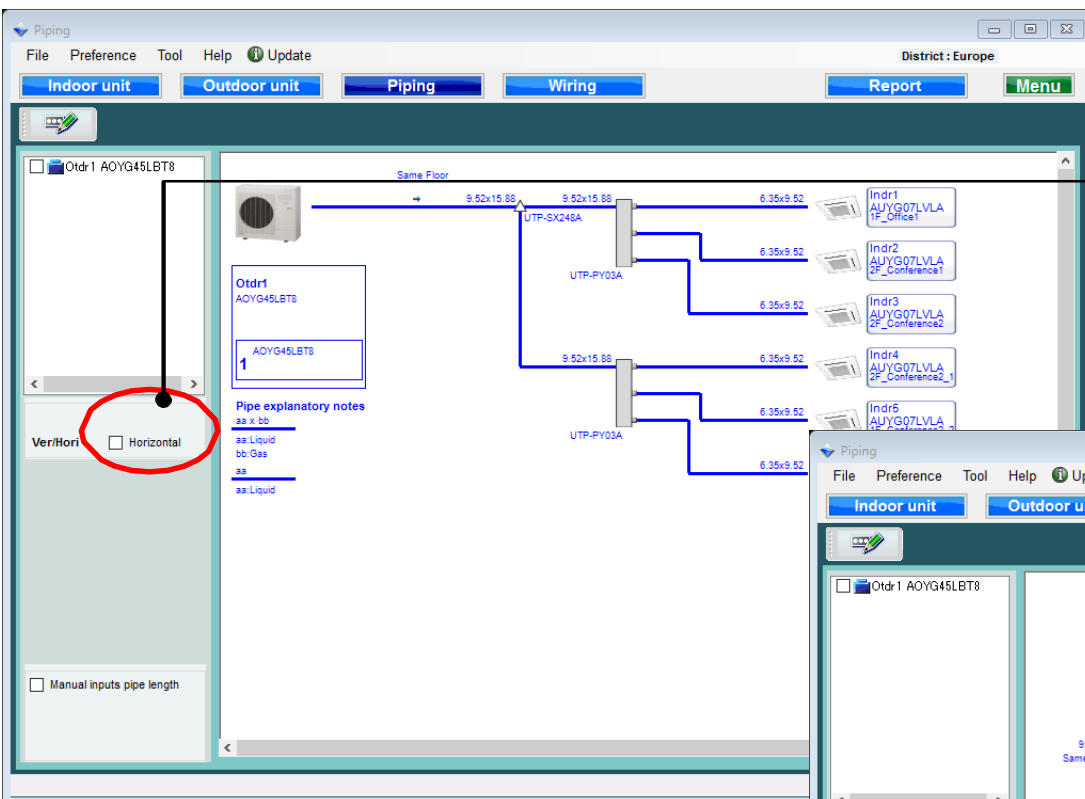 Piping
File Preference Tool Help Update
District : Europe
Indoor unit Outdoor unit Piping Wiring Report Menu
Otdr1 AOYG45LBT8
Same Floor
9.52x15.88 9.52x15.88 6.35x9.52
UTP-SX248A
Indr1
AUYG07LVLA
1F_Office1
6.35x9.52
Indr2
AUYG07LVLA
2F_Conference1
UTP-PY03A
Otdr1
AOYG45LBT8
6.35x9.52
Indr3
AUYG07LVLA
2F_Conference2
AOYG45LBT8
1
9.52x15.88 6.35x9.52
Indr4
AUYG07LVLA
2F_Conference2_1
Pipe explanatory notes
aa x bb
aa:Liquid
bb:Gas
aa
aa:Liquid
6.35x9.52
Indr5
AUYG07LVLA
UTP-PY03A
6.35x9.52
Ver/Hori Horizontal
Manual inputs pipe length
Piping
File Preference Tool Help Up
Indoor unit Outdoor u
Otdr1 AOYG45LBT8
9
Same